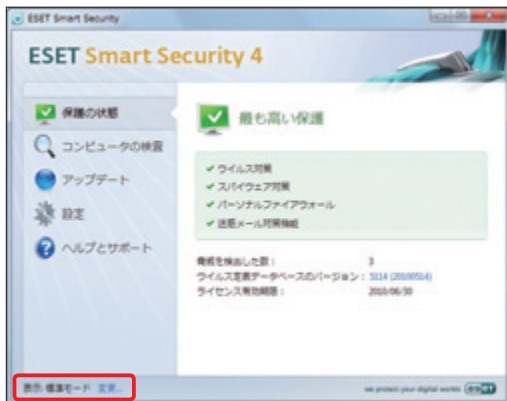 ESET Smart Security
ESET Smart Security 4
保護の状態
コンピュータの検査
アップデート
設定
ヘルプとサポート
最も高い保護
ウイルス対策
スパイウェア対策
パーソナルファイアウォール
迷惑メール対策機能
脅威を検出した数： 3
ウイルス定義データベースのバージョン： 5114 (20100514)
ライセンス有効期限： 2010/06/30
表示: 標準モード 変更...
we protect your digital worlds eset